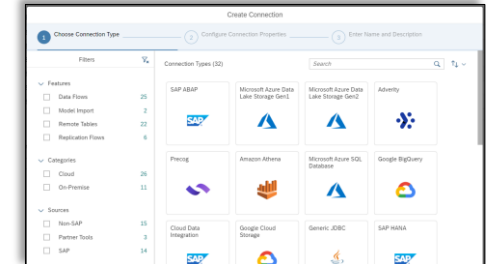 Create Connection
1 Choose Connection Type
2 Configure Connection Properties
3 Enter Name and Description
Filters
Features
Data Flows 25
Model Import 2
Remote Tables 22
Replication Flows 6
Categories
Cloud 26
On-Premise 11
Sources
Non-SAP 15
Partner Tools 3
SAP 14
Connection Types (32)
Search
SAP ABAP
SAP
Microsoft Azure Data
Lake Storage Gen1
Microsoft Azure Data
Lake Storage Gen2
Adverity
Precog
Amazon Athena
Microsoft Azure SQL
Database
Google BigQuery
Cloud Data
Integration
SAP
Google Cloud
Storage
Generic JDBC
SAP HANA
SAP